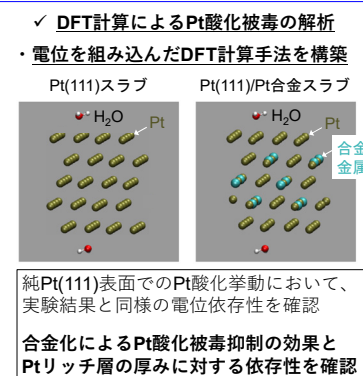 ✓ DFT計算によるPt酸化被毒の解析
・電位を組み込んだDFT計算手法を構築
Pt(111)スラブ
Pt(111)/Pt合金スラブ
H₂O
Pt
H₂O
Pt
合金
金属
純Pt(111)表面でのPt酸化挙動において、
実験結果と同様の電位依存性を確認
合金化によるPt酸化被毒抑制の効果と
Ptリッチ層の厚みに対する依存性を確認